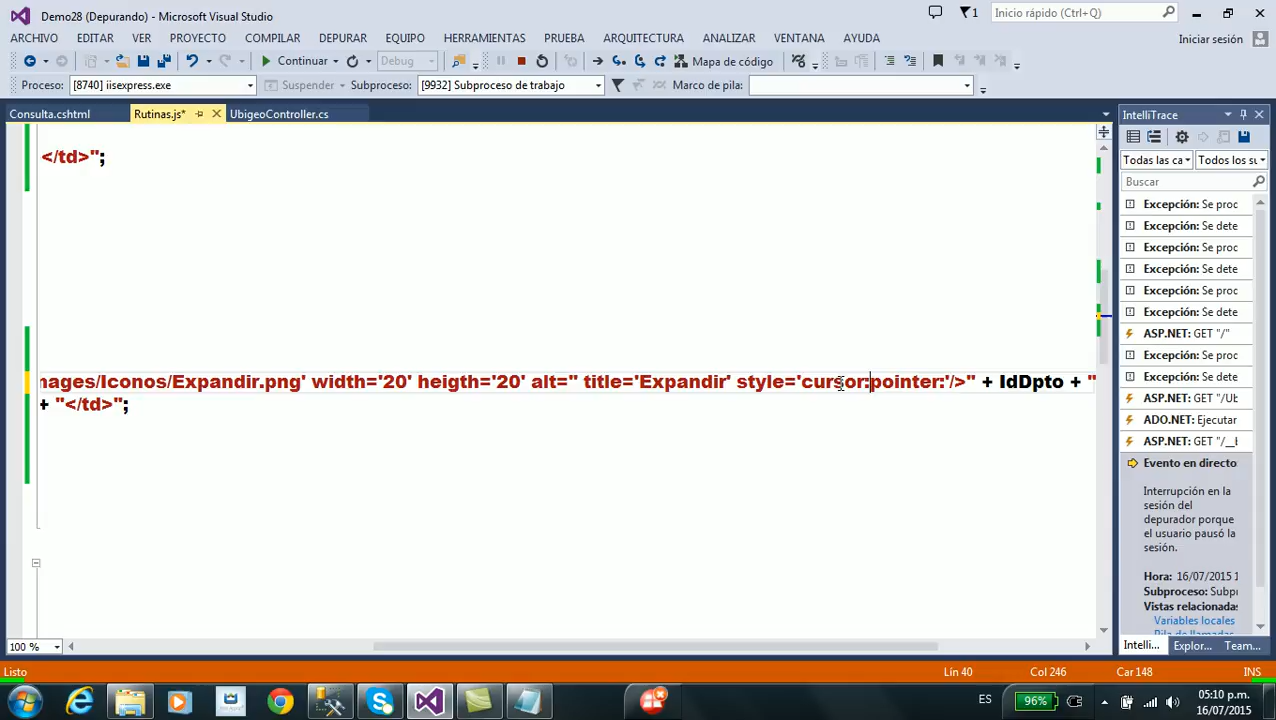 Demo28 (Depurando) - Microsoft Visual Studio
1
Inicio rápido (Ctrl+Q)
ARCHIVO EDITAR VER PROYECTO COMPILAR DEPURAR EQUIPO HERRAMIENTAS PRUEBA ARQUITECTURA ANALIZAR VENTANA AYUDA
Iniciar sesión
Continuar Debug Mapa de código
Proceso: [8740] iisexpress.exe Suspender Subproceso: [9932] Subproceso de trabajo Marco de pila:
Consulta.cshtml Rutinas.js* UbigeoController.cs
IntelliTrace
</td>";
Todas las ca Todos los su
Buscar
Excepción: Se proc
Excepción: Se dete
Excepción: Se proc
Excepción: Se dete
Excepción: Se proc
Excepción: Se dete
ASP.NET: GET "/"
Excepción: Se proc
Excepción: Se dete
ASP.NET: GET "/Ub
ADO.NET: Ejecutar
ASP.NET: GET "/__b
mages/Iconos/Expandir.png' width='20' heigth='20' alt='' title='Expandir' style='cursor:pointer:'/>" + IdDpto + "
+ "</td>";
Evento en directo
Interrupción en la
sesión del
depurador porque
el usuario pausó la
sesión.
Hora: 16/07/2015 1
Subproceso: Subp
Vistas relacionadas
Variables locales
Pila de llamadas
100 %
Intelli... Explor... Team...
Listo Lín 40 Col 246 Car 148 INS
ES 96% 05:10 p.m.
16/07/2015